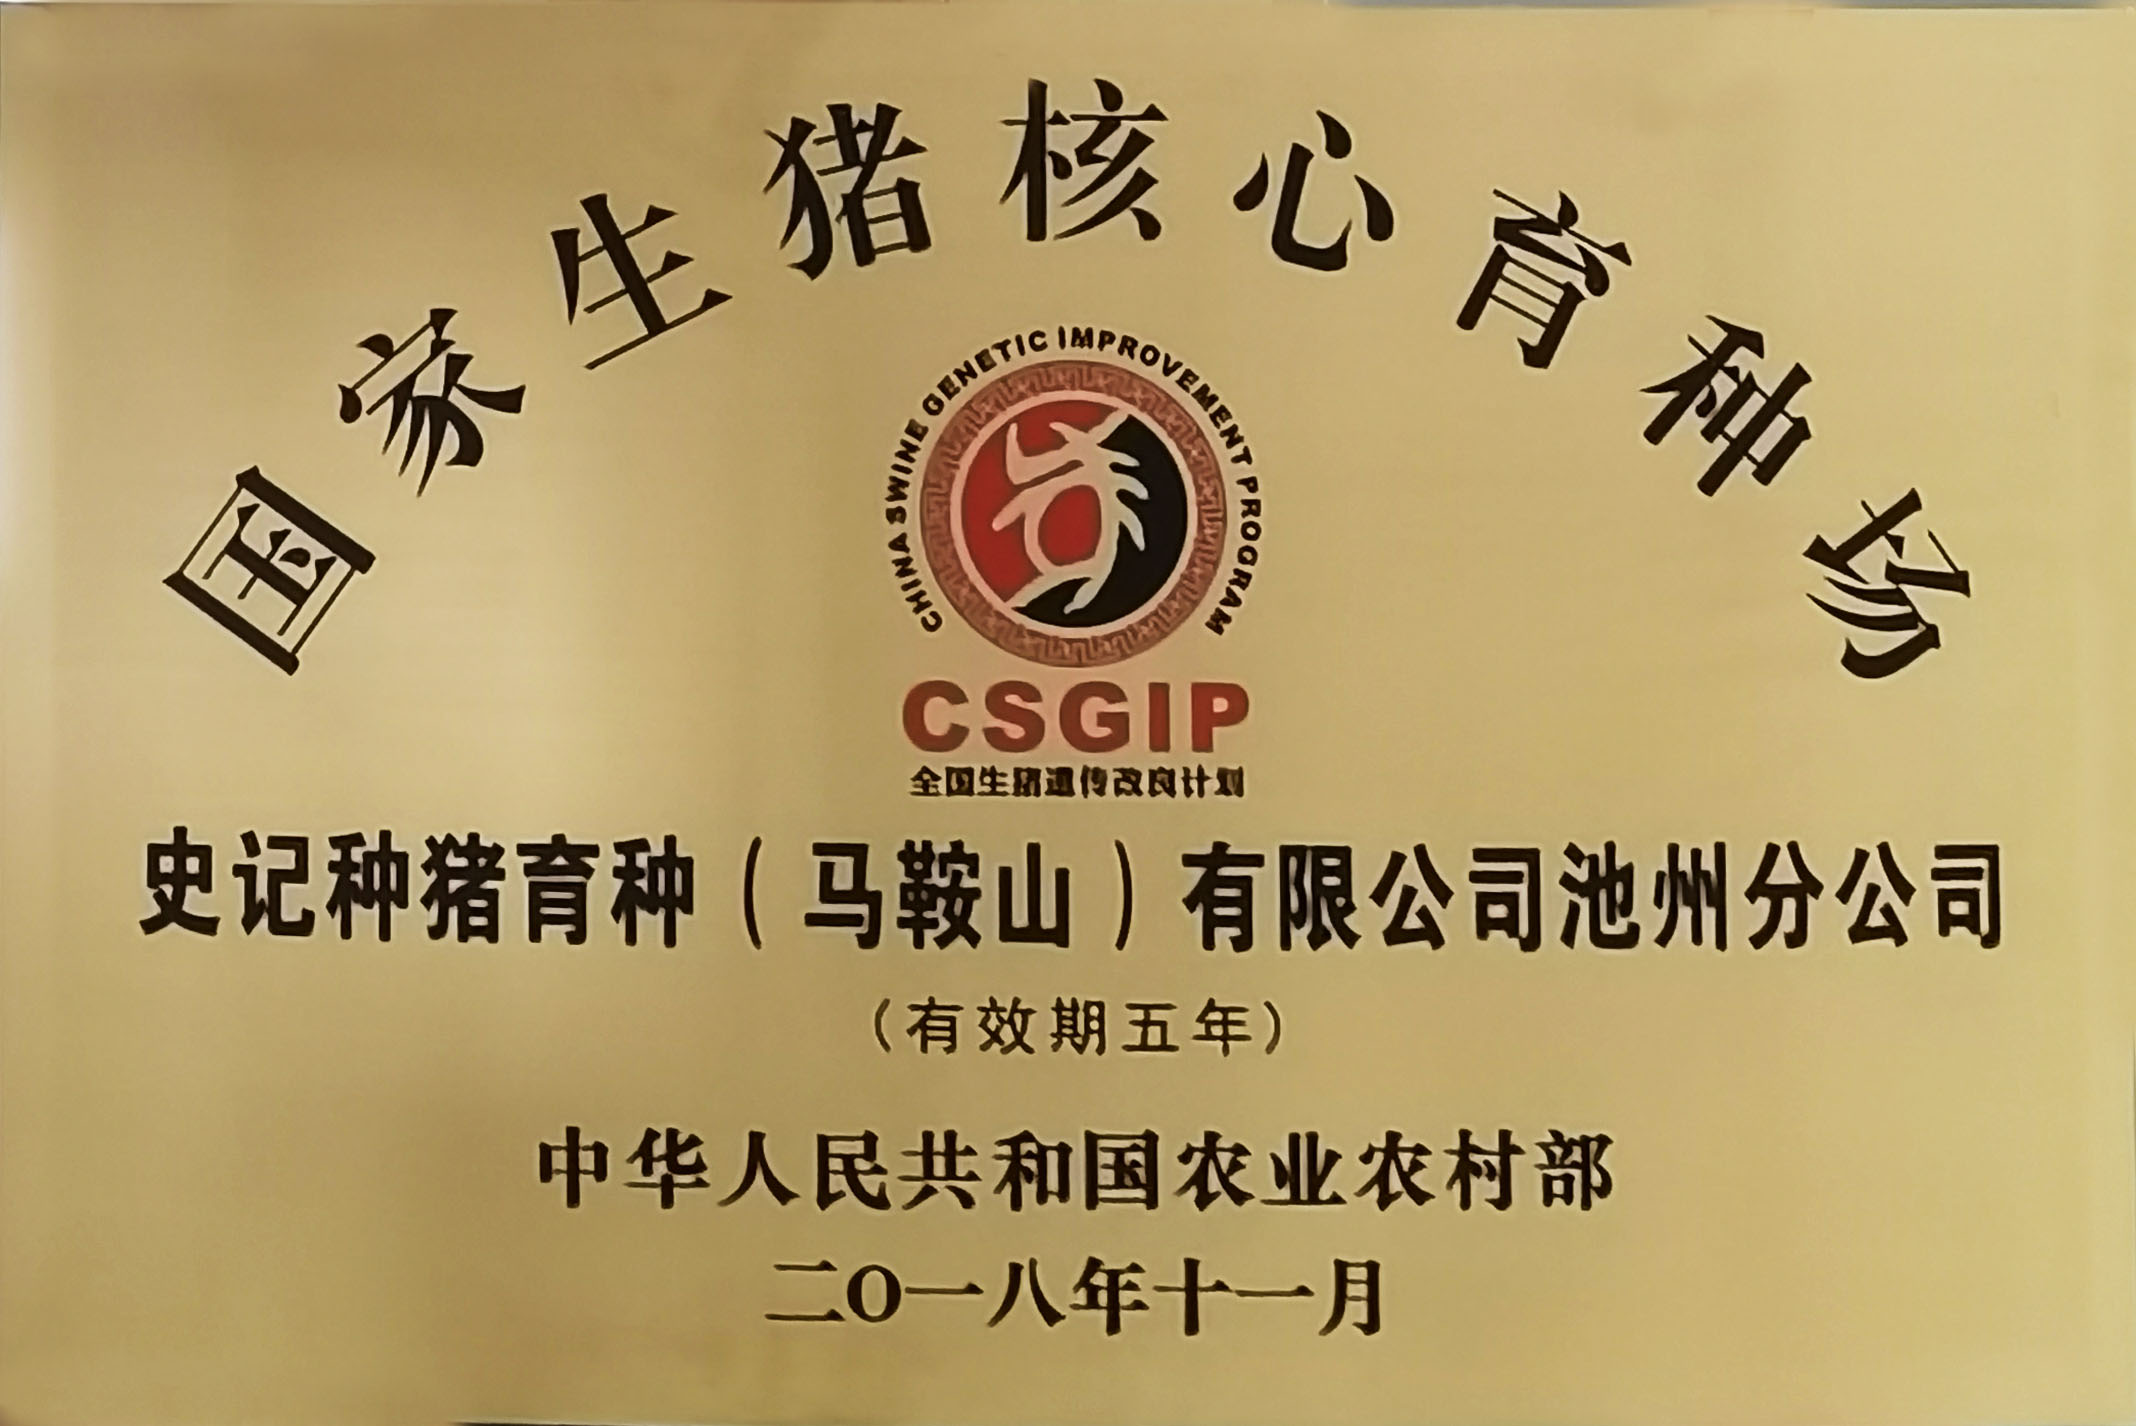 国家生猪核心育种场
CHINA SWINE GENETIC IMPROVEMENT PROGRAM
CSGIP
全国生猪遗传改良计划
史记种猪育种（马鞍山）有限公司池州分公司
（有效期五年）
中华人民共和国农业农村部
二〇一八年十一月